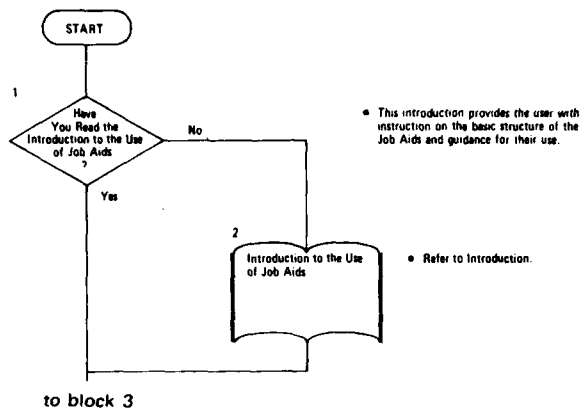 START
1
Have
You Read the
Introduction to the Use
of Job Aids
?
No
Yes
• This introduction provides the user with
instruction on the basic structure of the
Job Aids and guidance for their use.
2
Introduction to the Use
of Job Aids
• Refer to Introduction.
to block 3